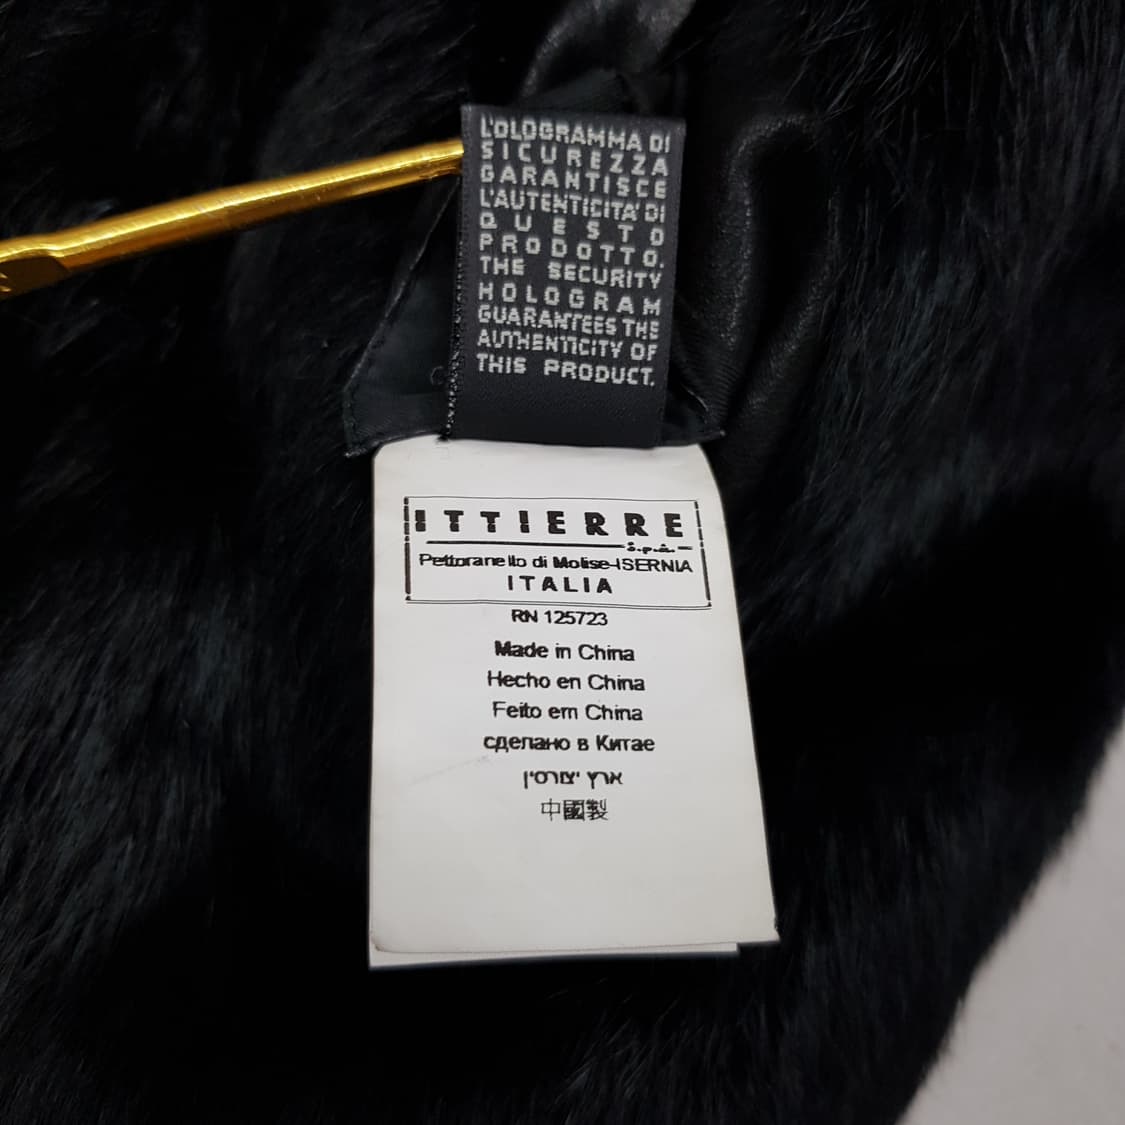 L'OLOGRAMMA DI
SICUREZZA
GARANTISCE
L'AUTENTICITA' DI
QUESTO
PRODOTTO.
THE SECURITY
HOLOGRAM
GUARANTEES THE
AUTHENTICITY OF
THIS PRODUCT.
ITTIERRE
s.p.a.
Pettoranello di Molise-ISERNIA
ITALIA
RN 125723
Made in China
Hecho en China
Feito em China
сделано в Китае
ארץ יצורסין
中國製